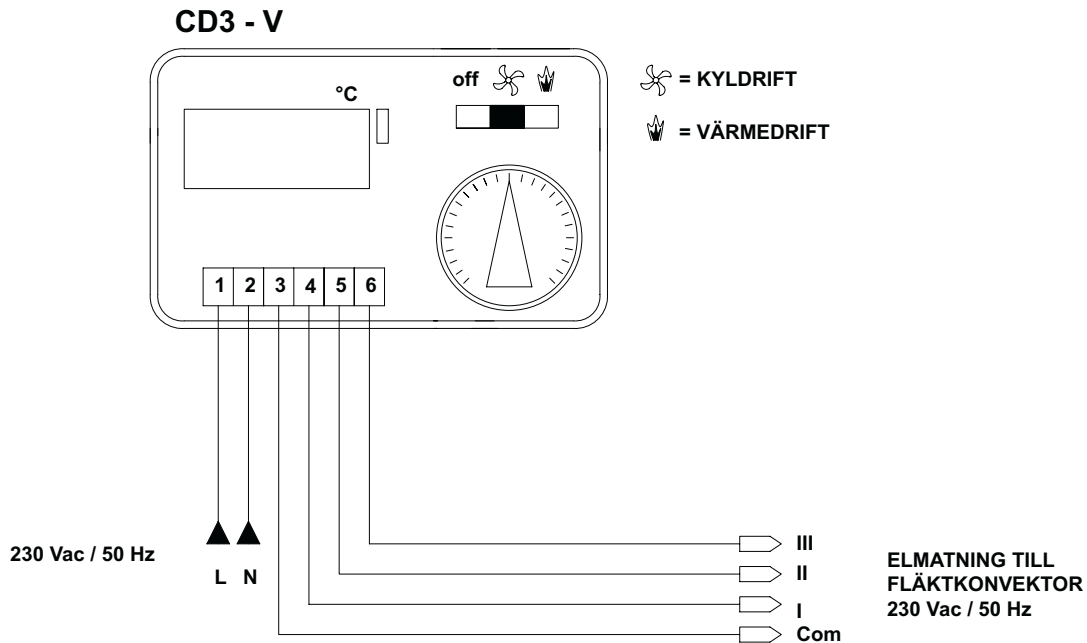 CD3 - V
off
= KYLDRIFT
°C
= VÄRMEDRIFT
1 2 3 4 5 6
230 Vac / 50 Hz
L N
III
II
I
Com
ELMATNING TILL
FLÄKTKONVEKTOR
230 Vac / 50 Hz